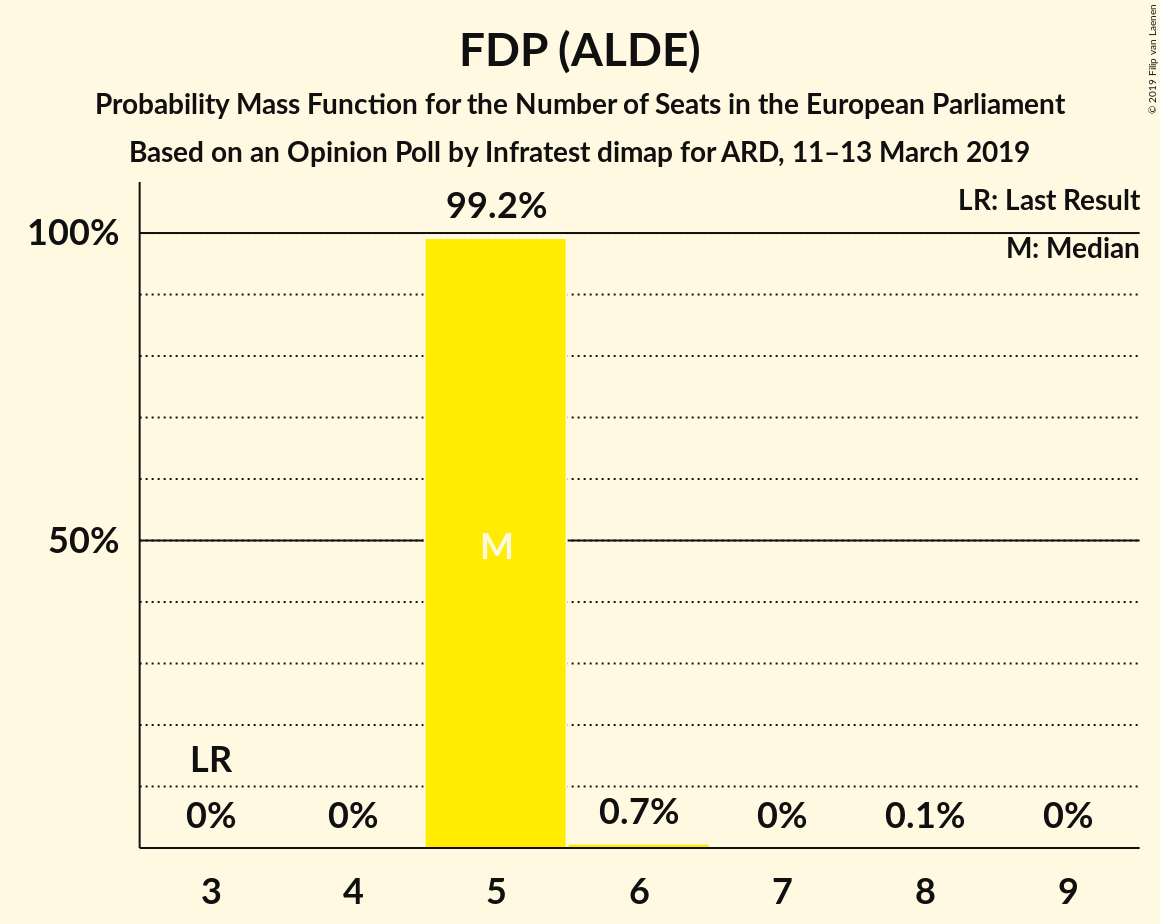 FDP (ALDE)
Probability Mass Function for the Number of Seats in the European Parliament
Based on an Opinion Poll by Infratest dimap for ARD, 11–13 March 2019
© 2019 Filip van Laenen
LR: Last Result
M: Median
99.2%
100%
50%
M
LR
0%
0%
0.7%
0%
0.1%
0%
3 4 5 6 7 8 9